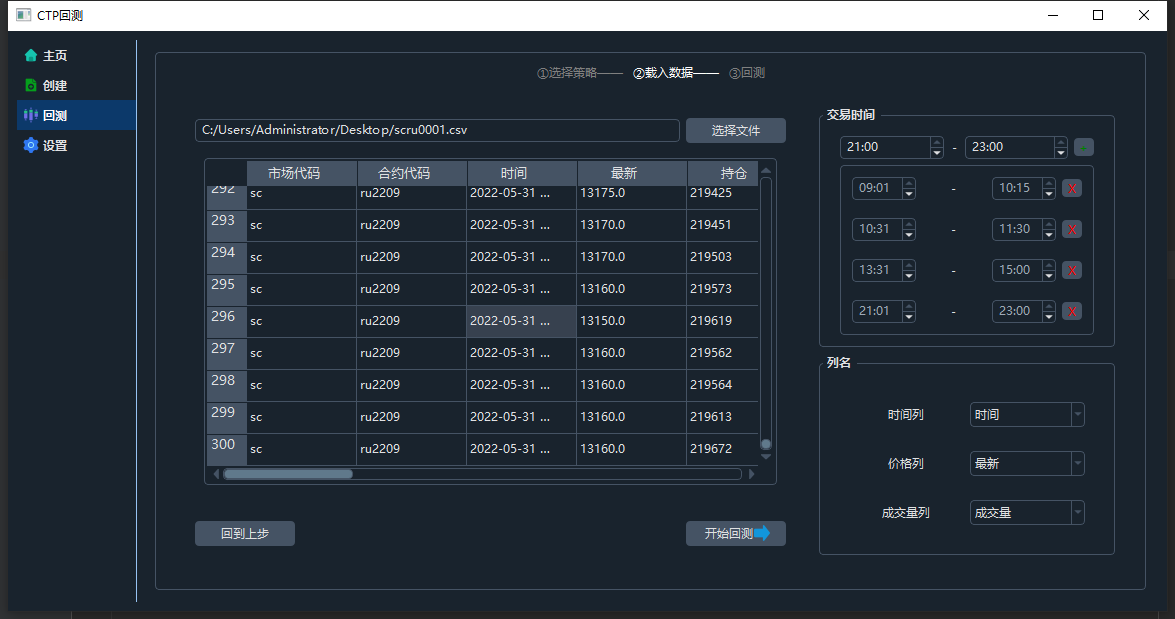 CTP回测
主页
创建
回测
设置
①选择策略—— ②载入数据—— ③回测
C:/Users/Administrator/Desktop/scru0001.csv 选择文件
市场代码 合约代码 时间 最新 持仓
292 sc ru2209 2022-05-31 ... 13175.0 219425
293 sc ru2209 2022-05-31 ... 13170.0 219451
294 sc ru2209 2022-05-31 ... 13170.0 219503
295 sc ru2209 2022-05-31 ... 13160.0 219573
296 sc ru2209 2022-05-31 ... 13150.0 219619
297 sc ru2209 2022-05-31 ... 13160.0 219562
298 sc ru2209 2022-05-31 ... 13160.0 219564
299 sc ru2209 2022-05-31 ... 13160.0 219613
300 sc ru2209 2022-05-31 ... 13160.0 219672
回到上步 开始回测
交易时间
21:00 - 23:00
09:01 - 10:15 X
10:31 - 11:30 X
13:31 - 15:00 X
21:01 - 23:00 X
列名
时间列 时间
价格列 最新
成交量列 成交量